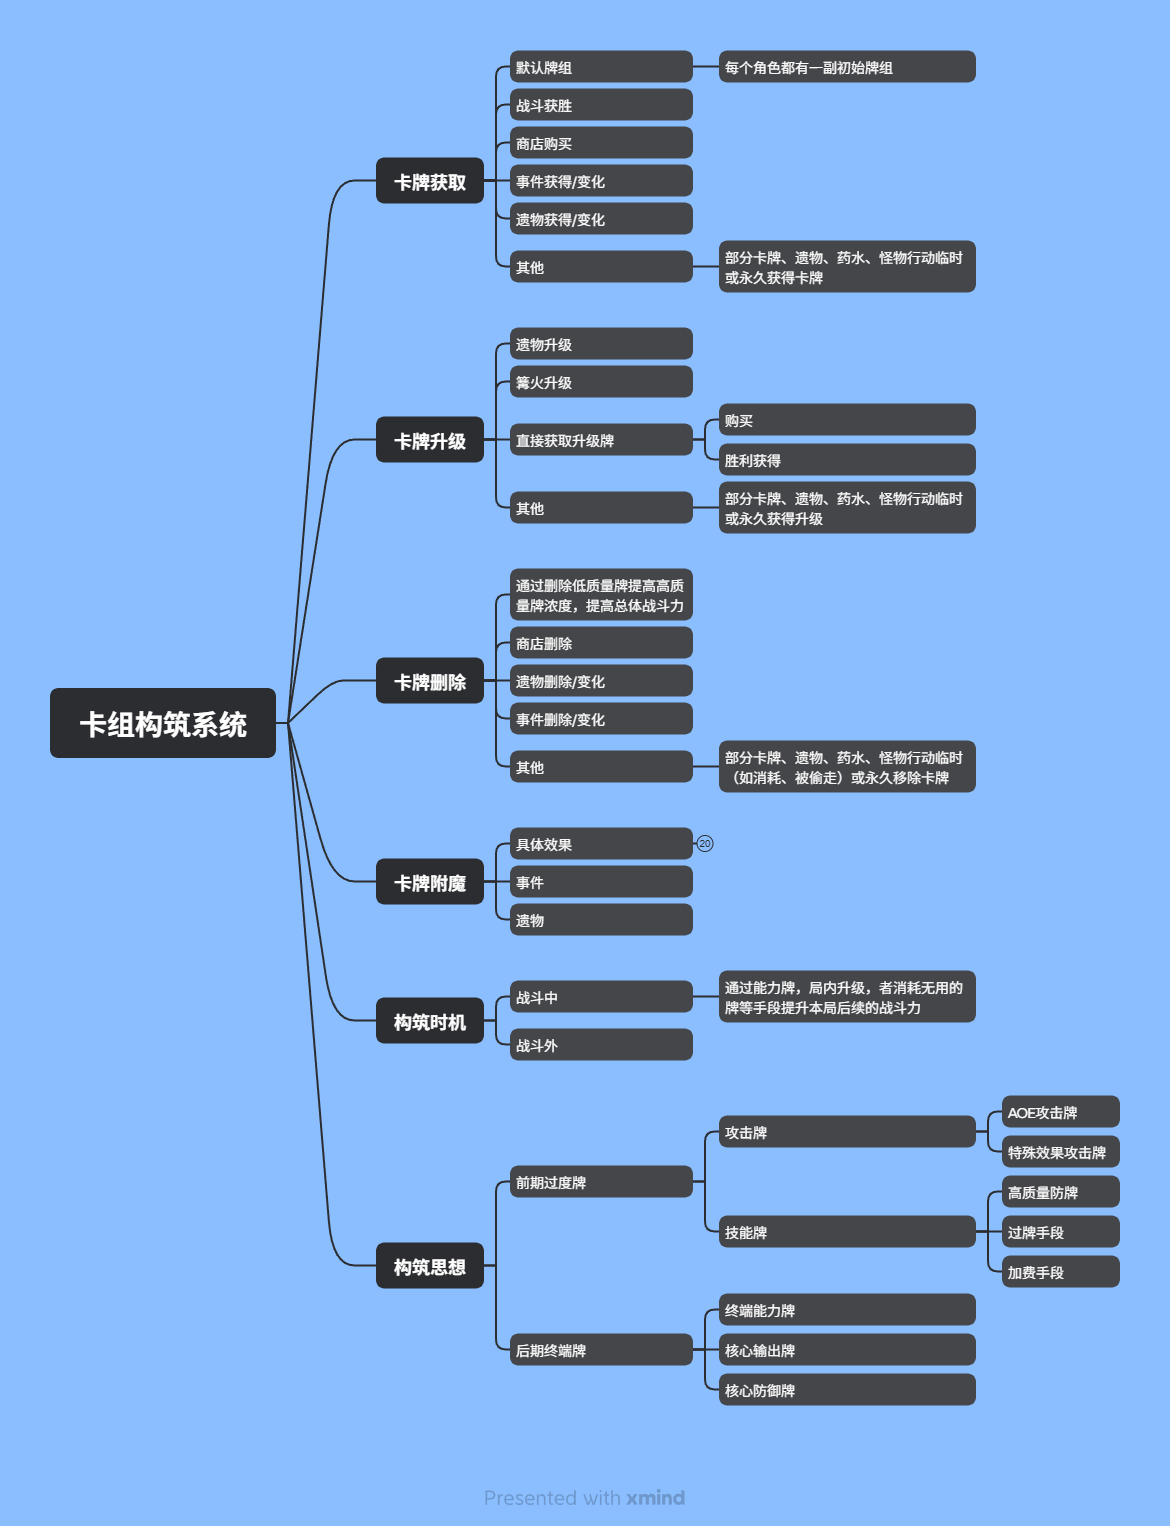 卡组构筑系统
卡牌获取
默认牌组
每个角色都有一副初始牌组
战斗获胜
商店购买
事件获得/变化
遗物获得/变化
其他
部分卡牌、遗物、药水、怪物行动临时
或永久获得卡牌
卡牌升级
遗物升级
篝火升级
直接获取升级牌
购买
胜利获得
其他
部分卡牌、遗物、药水、怪物行动临时
或永久获得升级
卡牌删除
通过删除低质量牌提高高质
量牌浓度，提高总体战斗力
商店删除
遗物删除/变化
事件删除/变化
其他
部分卡牌、遗物、药水、怪物行动临时
（如消耗、被偷走）或永久移除卡牌
卡牌附魔
具体效果
20
事件
遗物
构筑时机
战斗中
通过能力牌，局内升级，者消耗无用的
牌等手段提升本局后续的战斗力
战斗外
构筑思想
前期过度牌
攻击牌
AOE攻击牌
特殊效果攻击牌
技能牌
高质量防牌
过牌手段
加费手段
后期终端牌
终端能力牌
核心输出牌
核心防御牌
Presented with xmind